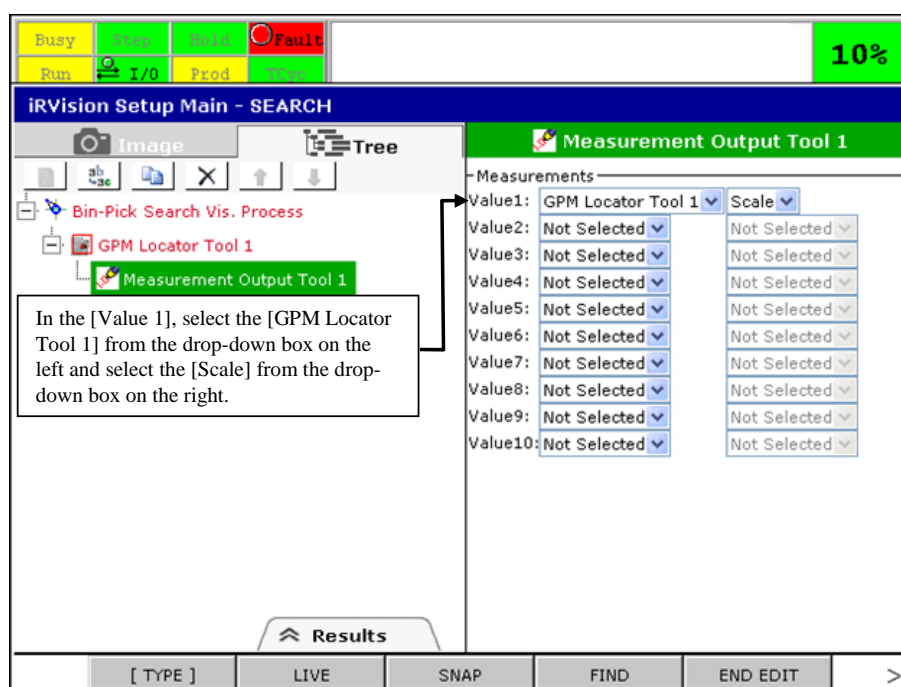 Busy Step Hold Fault
Run I/O Prod TCyc
10%
iRVision Setup Main - SEARCH
Image Tree
Measurement Output Tool 1
Bin-Pick Search Vis. Process
GPM Locator Tool 1
Measurement Output Tool 1
In the [Value 1], select the [GPM Locator
Tool 1] from the drop-down box on the
left and select the [Scale] from the drop-
down box on the right.
Measurements
Value1: GPM Locator Tool 1 Scale
Value2: Not Selected Not Selected
Value3: Not Selected Not Selected
Value4: Not Selected Not Selected
Value5: Not Selected Not Selected
Value6: Not Selected Not Selected
Value7: Not Selected Not Selected
Value8: Not Selected Not Selected
Value9: Not Selected Not Selected
Value10: Not Selected Not Selected
Results
[ TYPE ] LIVE SNAP FIND END EDIT >